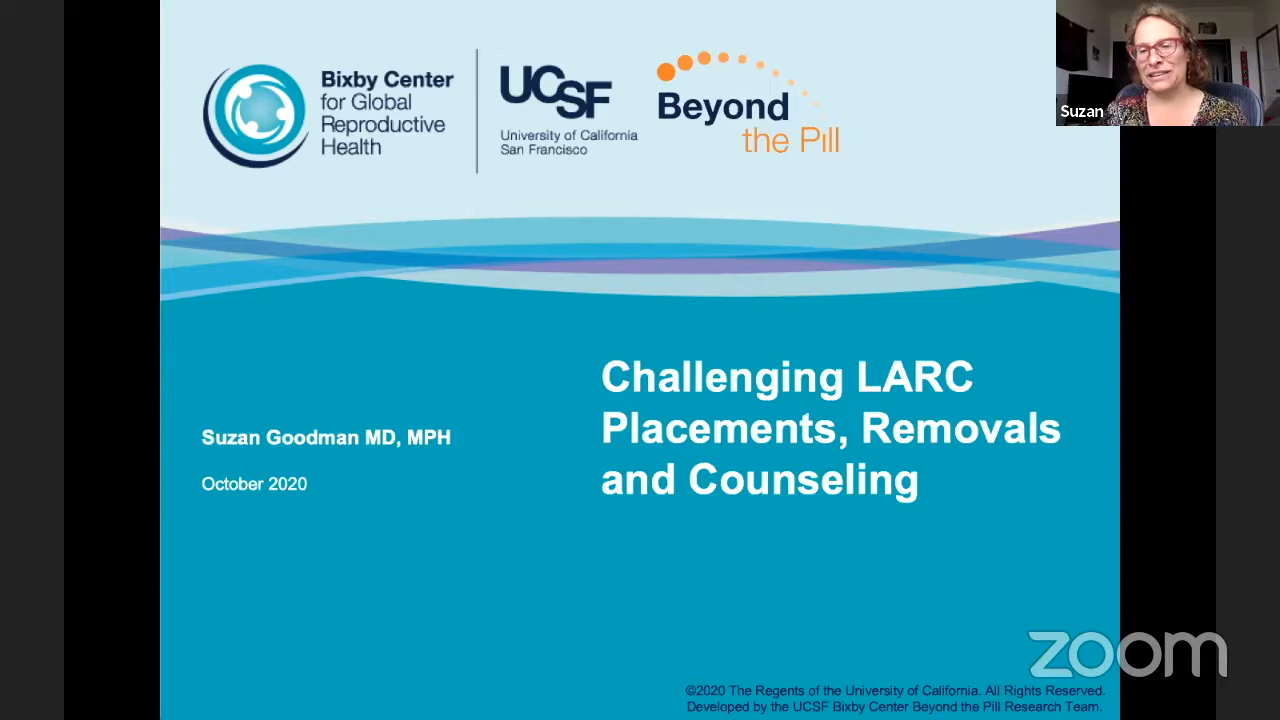 Bixby Center
for Global
Reproductive
Health
UCSF
University of California
San Francisco
Beyond
the Pill
Suzan
Challenging LARC
Placements, Removals
and Counseling
Suzan Goodman MD, MPH
October 2020
zoom
©2020 The Regents of the University of California. All Rights Reserved.
Developed by the UCSF Bixby Center Beyond the Pill Research Team.